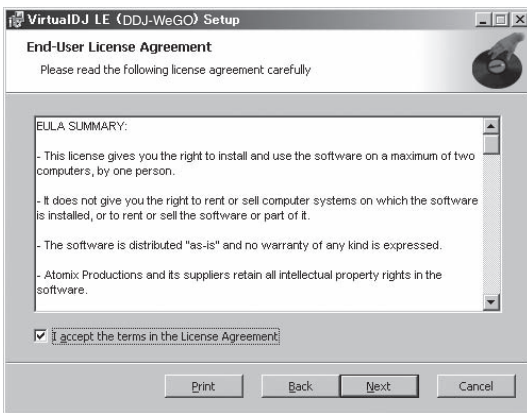 VirtualDJ LE (DDJ-WeGO) Setup
End-User License Agreement
Please read the following license agreement carefully
EULA SUMMARY:
- This license gives you the right to install and use the software on a maximum of two
computers, by one person.
- It does not give you the right to rent or sell computer systems on which the software
is installed, or to rent or sell the software or part of it.
- The software is distributed "as-is" and no warranty of any kind is expressed.
- Atomix Productions and its suppliers retain all intellectual property rights in the
software.
I accept the terms in the License Agreement
Print
Back
Next
Cancel